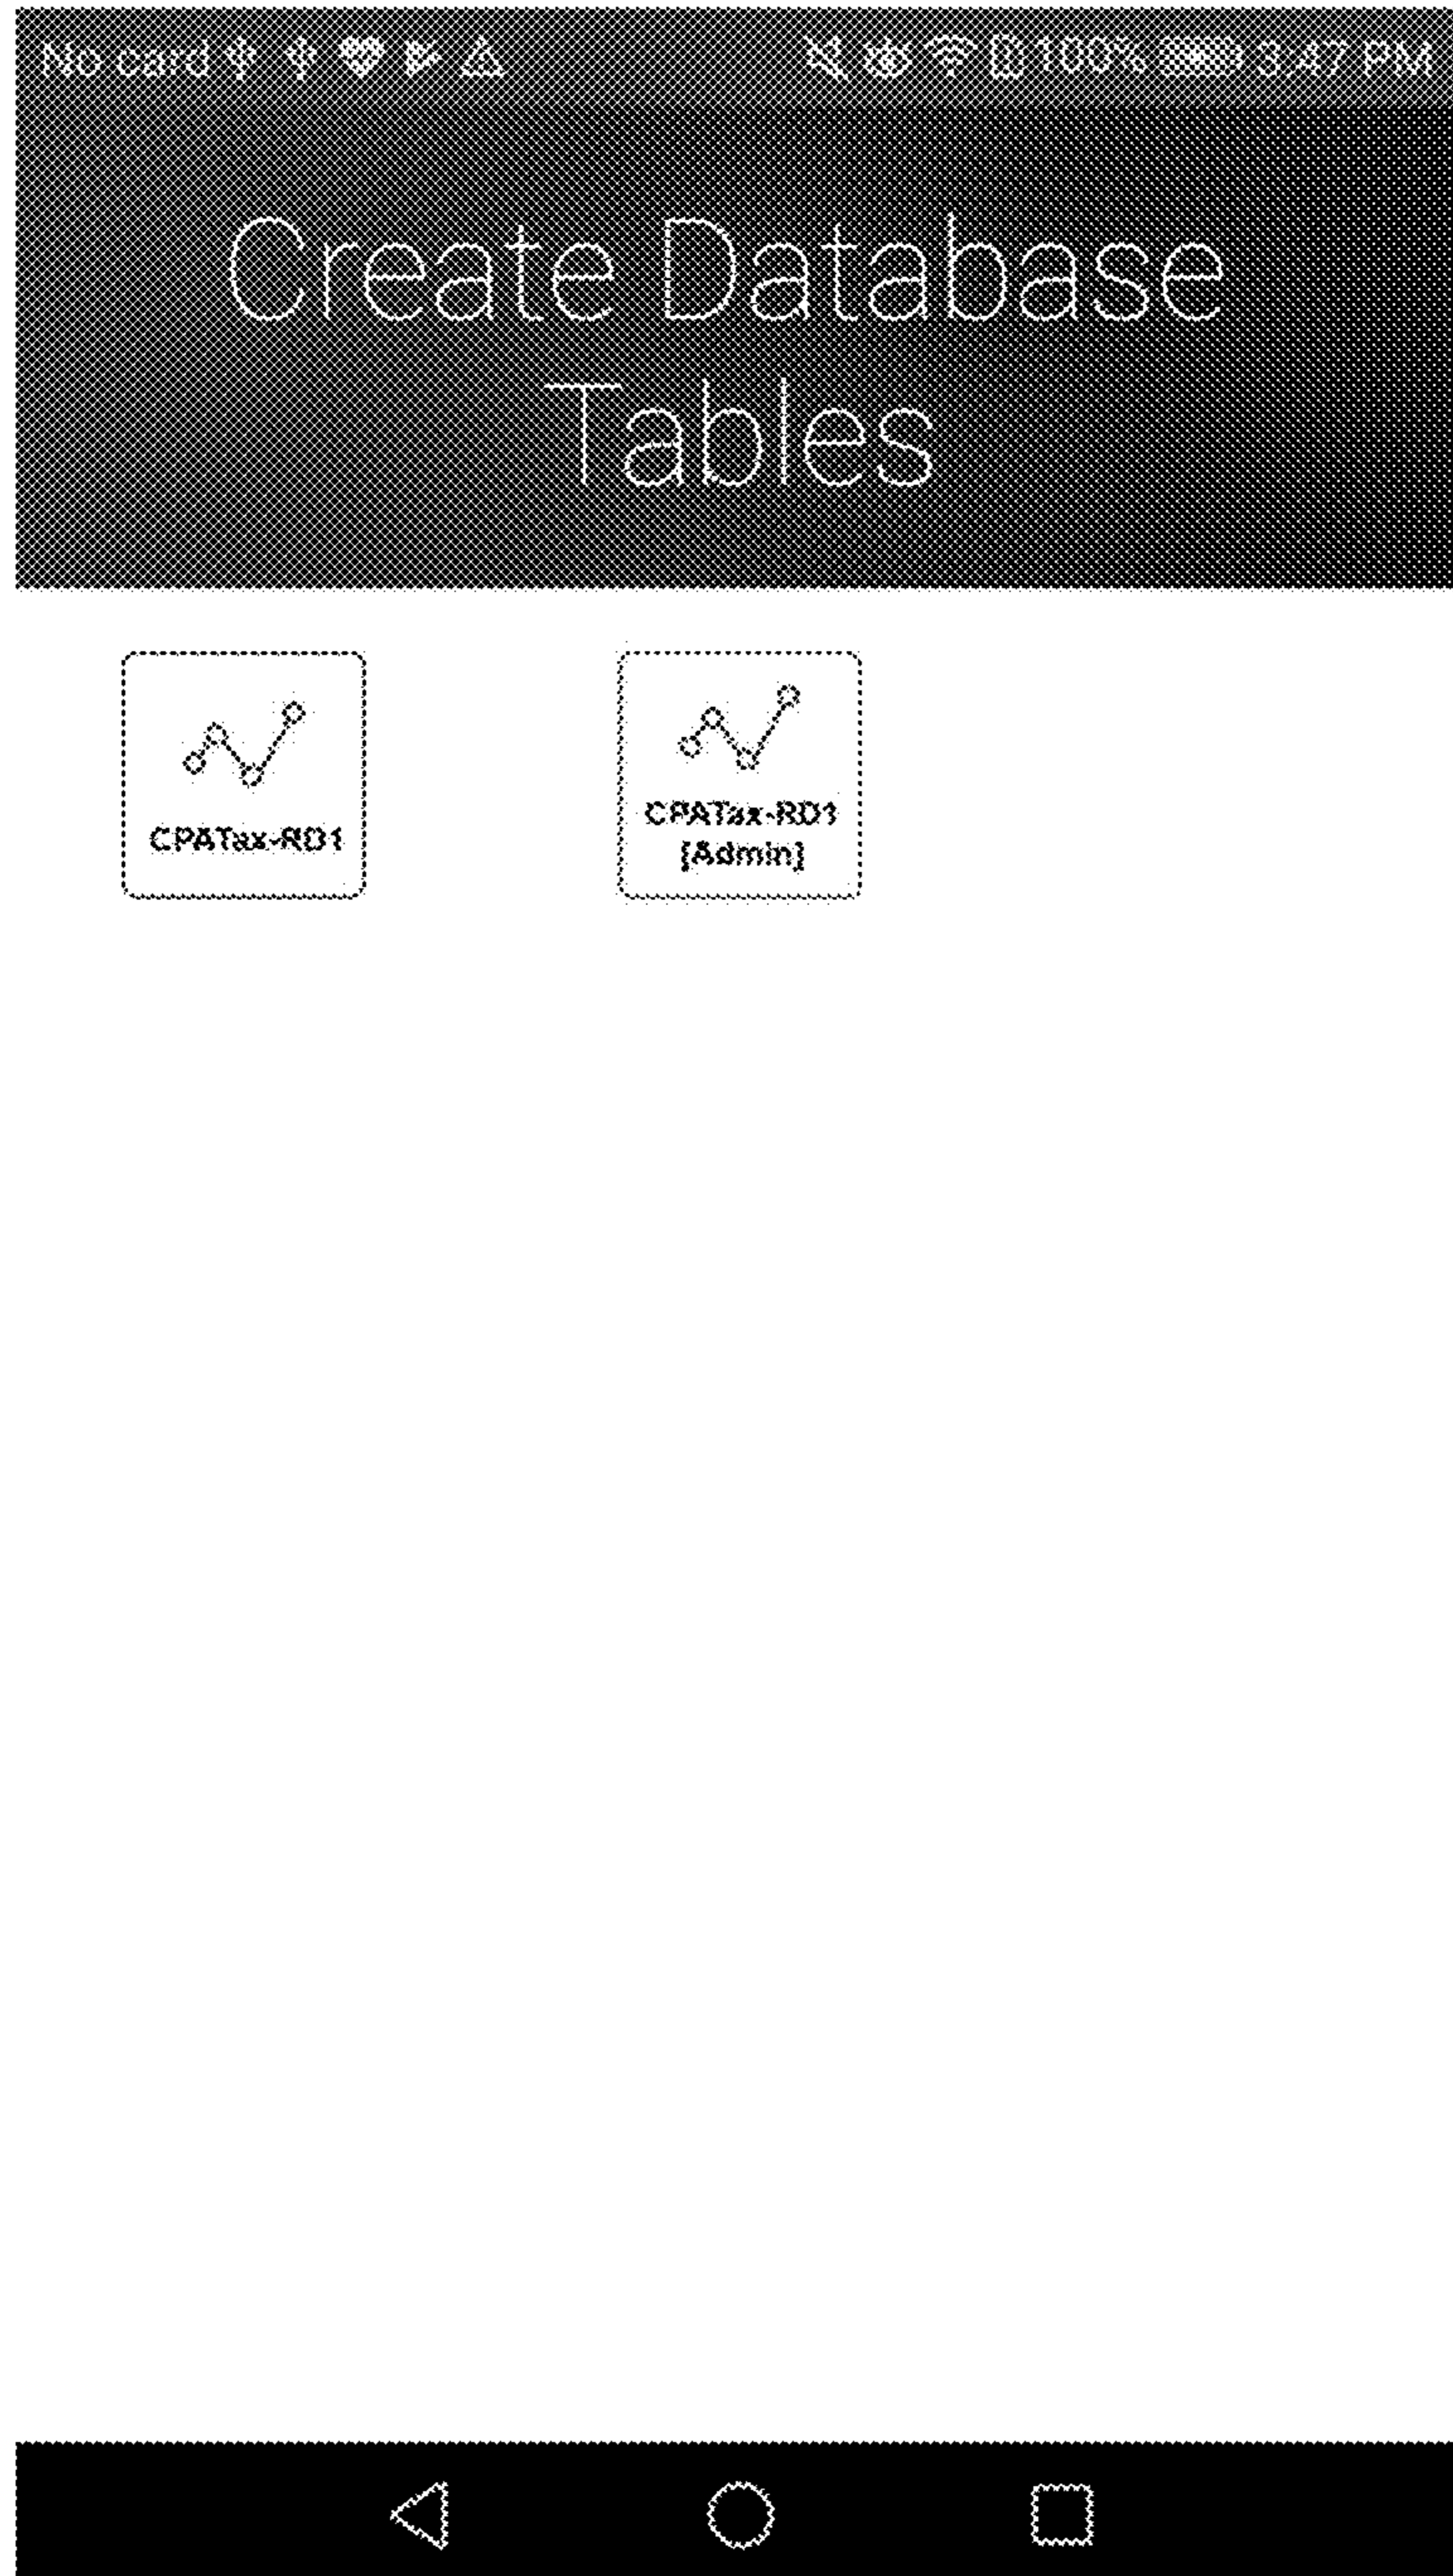 No card 100% 3:47 PM
Create Database
Tables
CPATax-RD1
CPATax-RD1
[Admin]